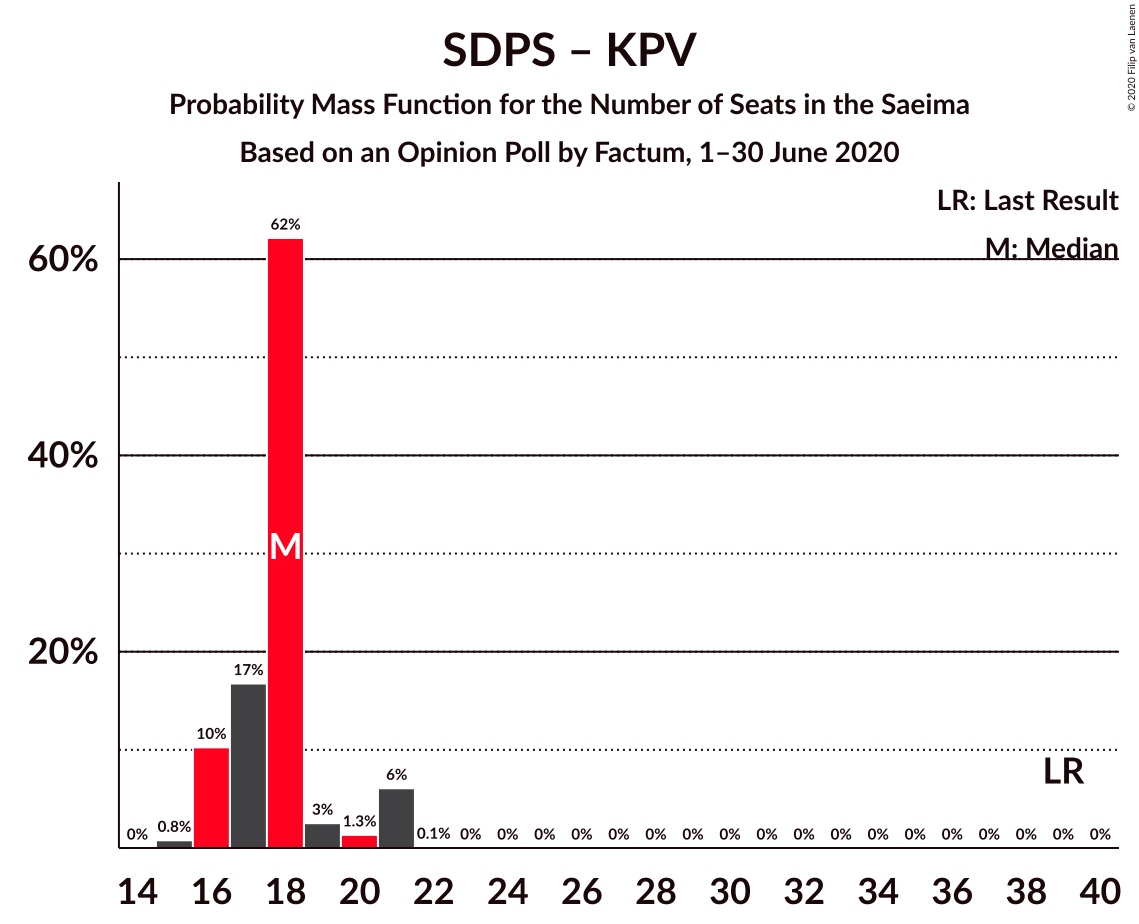 SDPS – KPV
Probability Mass Function for the Number of Seats in the Saeima
Based on an Opinion Poll by Factum, 1–30 June 2020
© 2020 Filip van Laenen
LR: Last Result
M: Median
60%
40%
20%
62%
M
17%
10%
LR
6%
0% 0.8% 3% 1.3% 0.1% 0% 0% 0% 0% 0% 0% 0% 0% 0% 0% 0% 0% 0% 0% 0% 0% 0% 0%
14 16 18 20 22 24 26 28 30 32 34 36 38 40